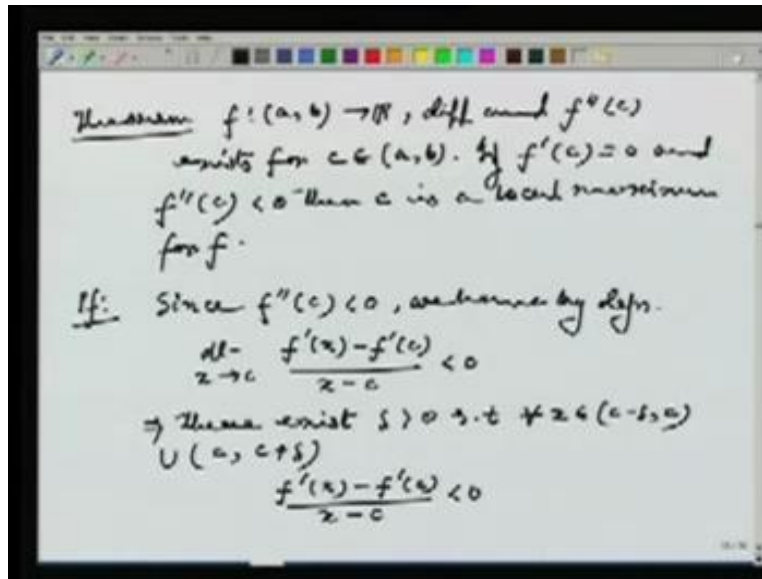 Theorem f : (a, b) → ℝ, diff and f''(c)
exists for c ∈ (a, b). If f'(c) = 0 and
f''(c) < 0 then c is a local maximum
for f.
Pf: Since f''(c) < 0, we have by defn.
lt x→c (f'(x) - f'(c))/(x - c) < 0
⇒ There exist δ > 0 s.t ∀ x ∈ (c-δ, c)
∪ (c, c+δ)
(f'(x) - f'(c))/(x - c) < 0